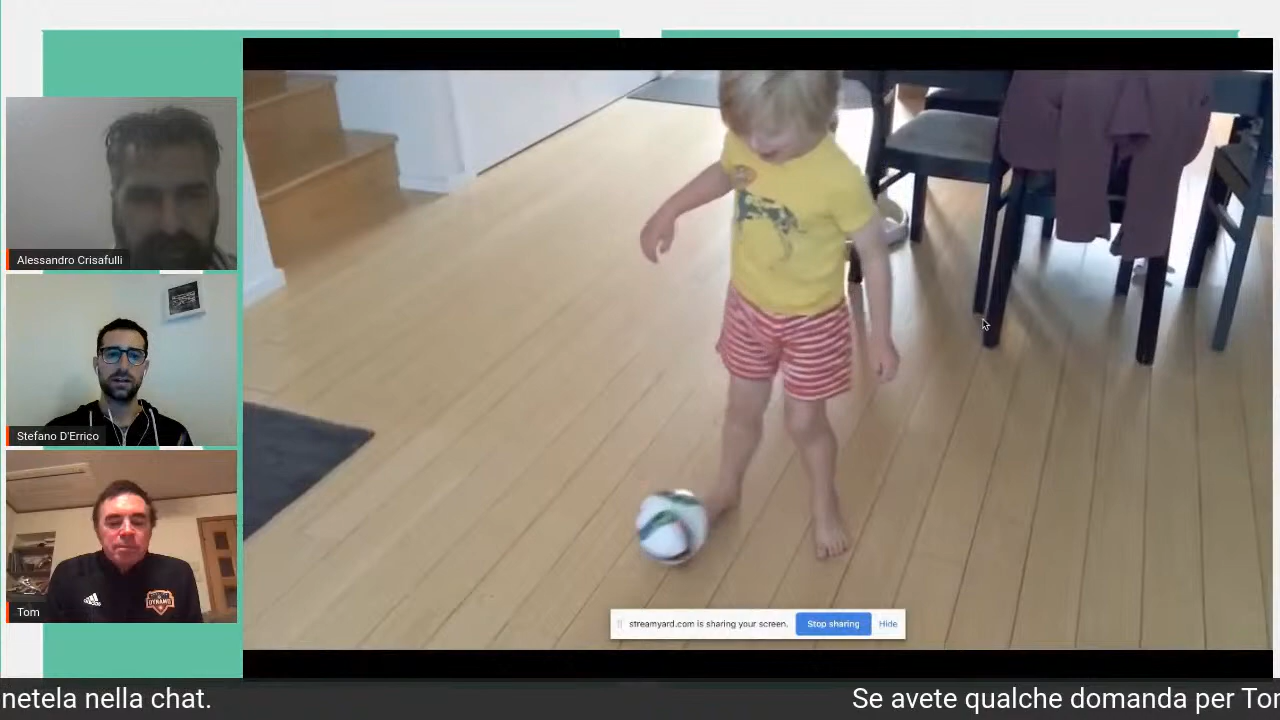 Alessandro Crisafulli
Stefano D'Errico
Tom
DYNAMO
streamyard.com is sharing your screen.
Stop sharing
Hide
netela nella chat.
Se avete qualche domanda per Tor